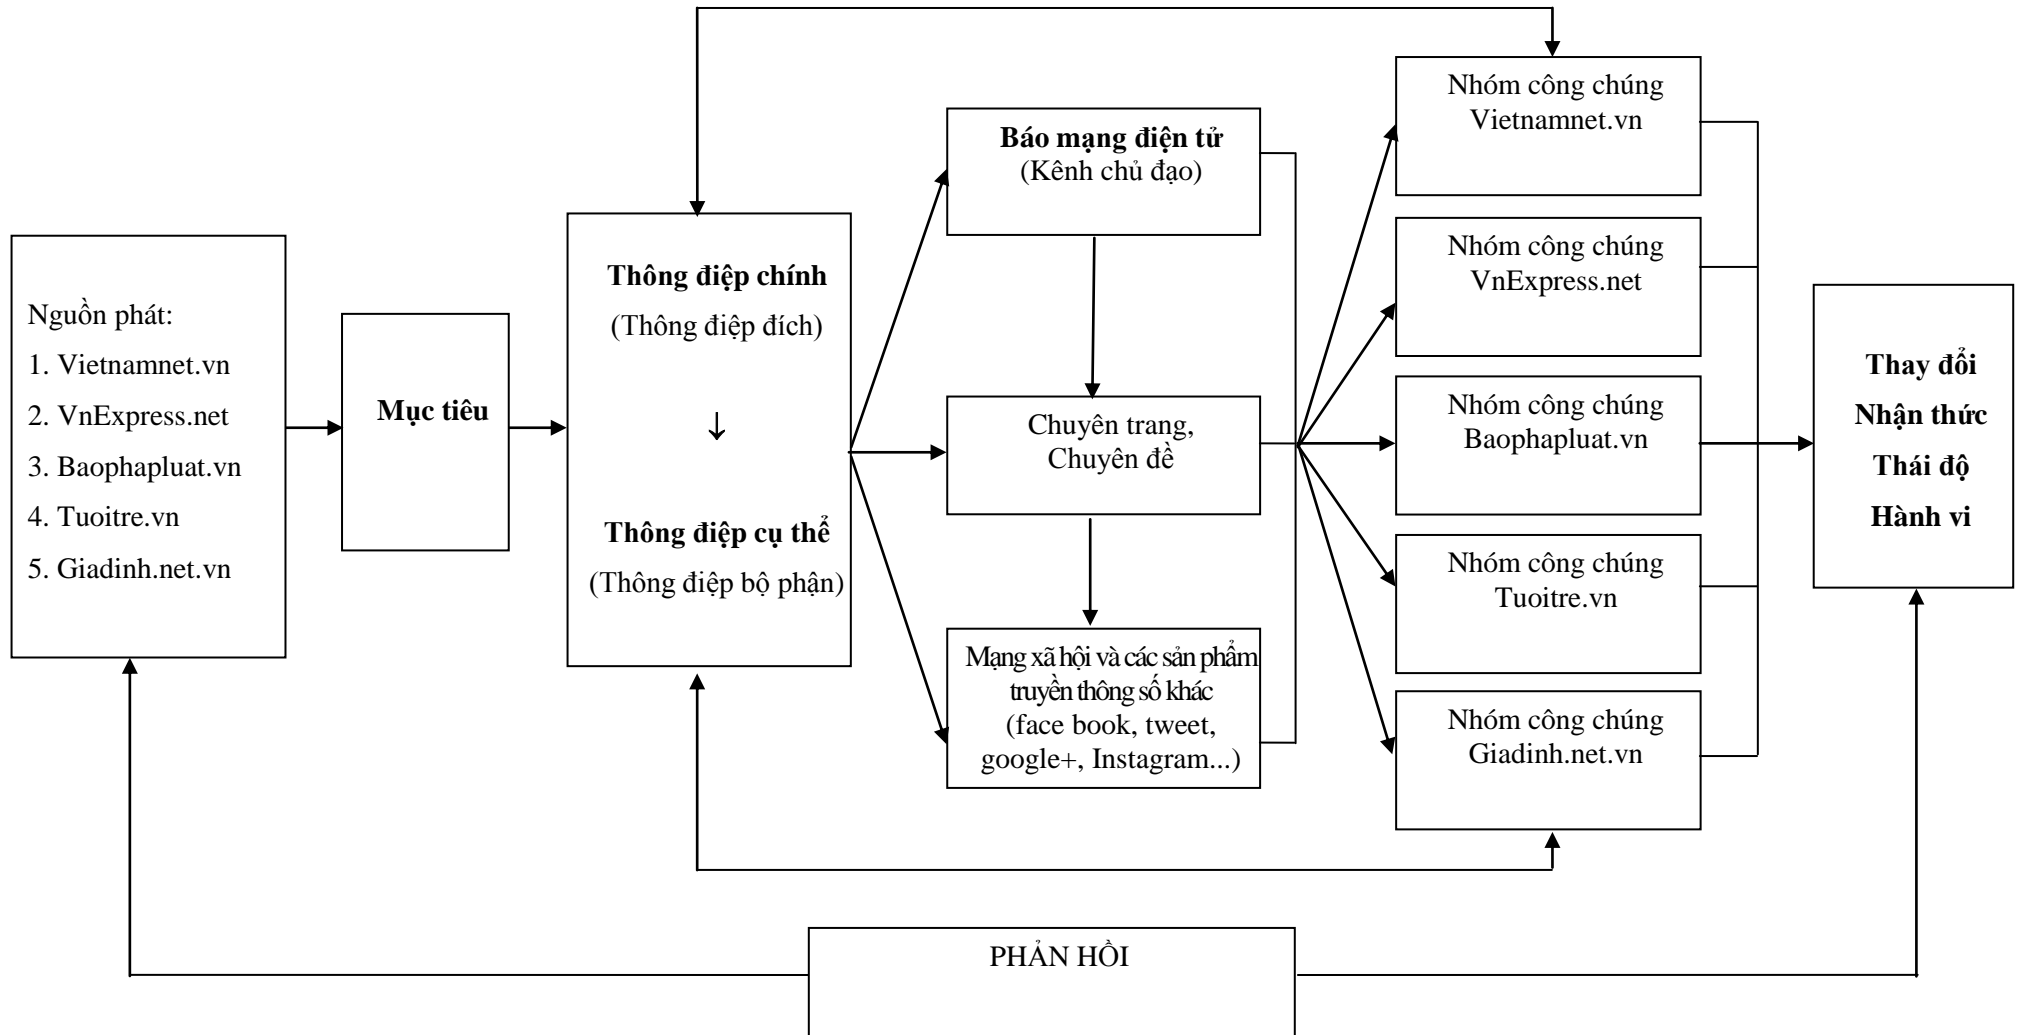 Nguồn phát:
1. Vietnamnet.vn
2. VnExpress.net
3. Baophapluat.vn
4. Tuoitre.vn
5. Giadinh.net.vn
Mục tiêu
Thông điệp chính
(Thông điệp đích)
↓
Thông điệp cụ thể
(Thông điệp bộ phận)
Báo mạng điện tử
(Kênh chủ đạo)
Chuyên trang,
Chuyên đề
Mạng xã hội và các sản phẩm
truyền thông số khác
(face book, tweet,
google+, Instagram...)
Nhóm công chúng
Vietnamnet.vn
Nhóm công chúng
VnExpress.net
Nhóm công chúng
Baophapluat.vn
Nhóm công chúng
Tuoitre.vn
Nhóm công chúng
Giadinh.net.vn
Thay đổi
Nhận thức
Thái độ
Hành vi
PHẢN HỒI